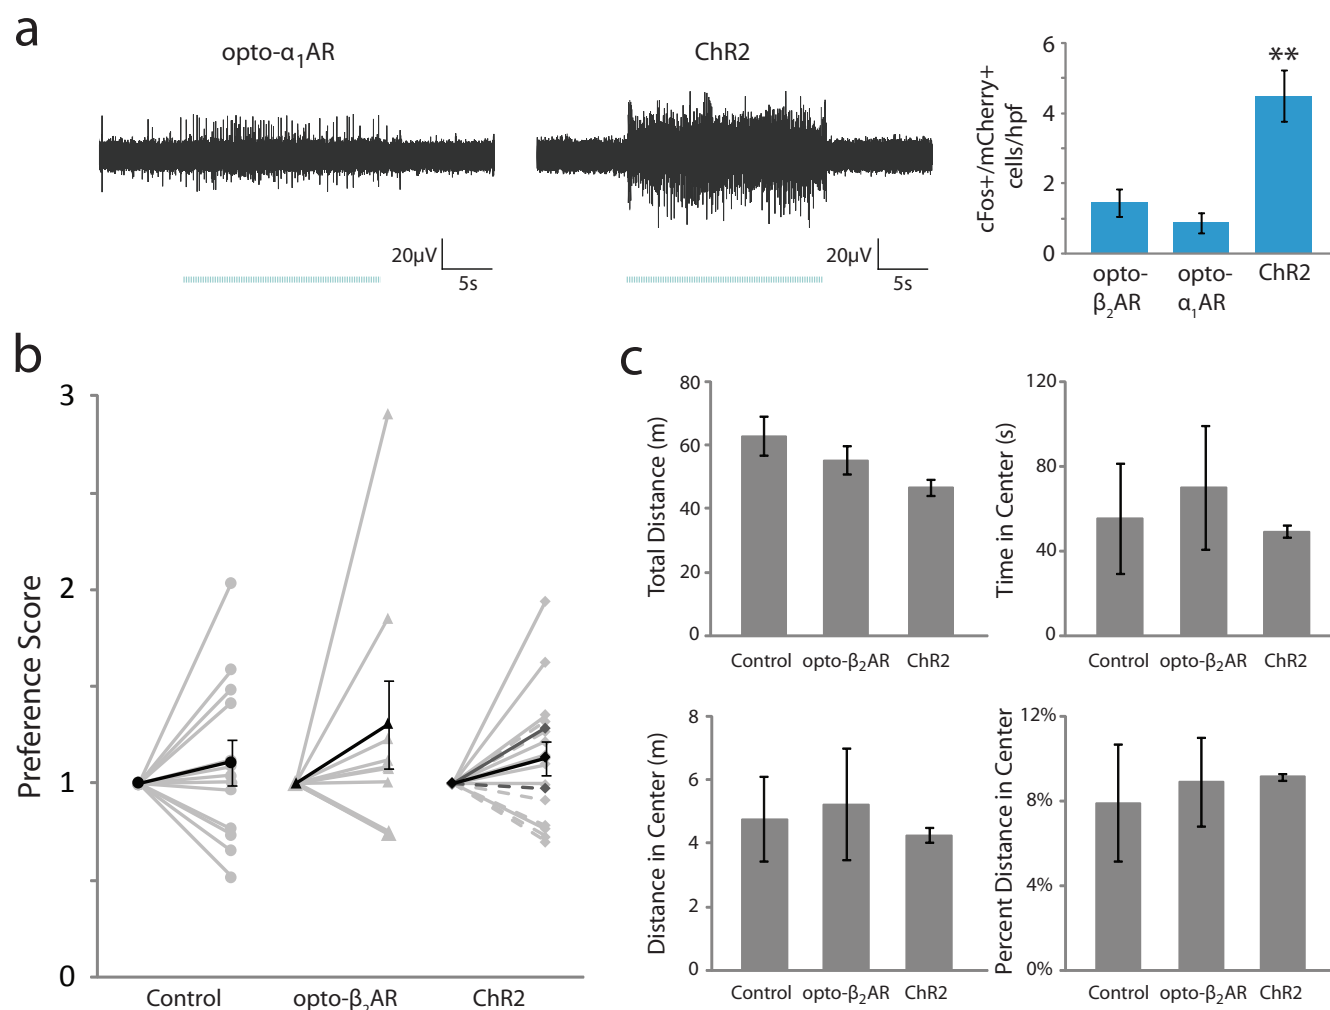 a
opto-α1AR
ChR2
20µV
5s
20µV
5s
cFos+/mCherry+
cells/hpf
6
4
2
0
**
opto-
β2AR
opto-
α1AR
ChR2
b
Preference Score
3
2
1
0
Control
opto-β2AR
ChR2
c
Total Distance (m)
80
60
40
20
0
Control
opto-β2AR
ChR2
Time in Center (s)
120
80
40
0
Control
opto-β2AR
ChR2
Distance in Center (m)
8
6
4
2
0
Control
opto-β2AR
ChR2
Percent Distance in Center
12%
8%
4%
0%
Control
opto-β2AR
ChR2